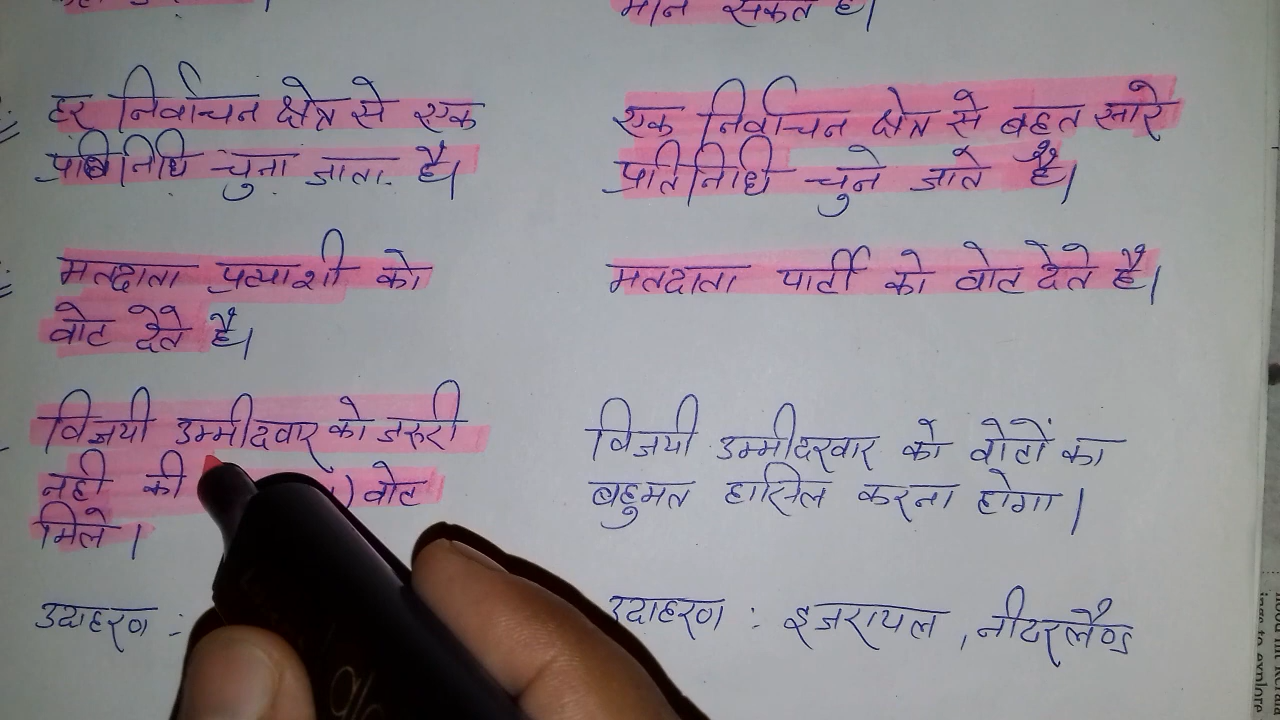 मान सकते है।
हर निर्वाचन क्षेत्र से एक
प्रतिनिधि चुना जाता है।
मतदाता प्रत्याशी को
वोट देते है।
विजयी उम्मीदवार को जरुरी
नही की ) वोट
मिले।
उदाहरण :
एक निर्वाचन क्षेत्र से बहुत सारे
प्रतिनिधि चुने जाते है।
मतदाता पार्टी को वोट देते है।
विजयी उम्मीदरवार को वोटों का
बहुमत हासिल करना होगा।
उदाहरण : इजरायल , नीदरलैण्ड